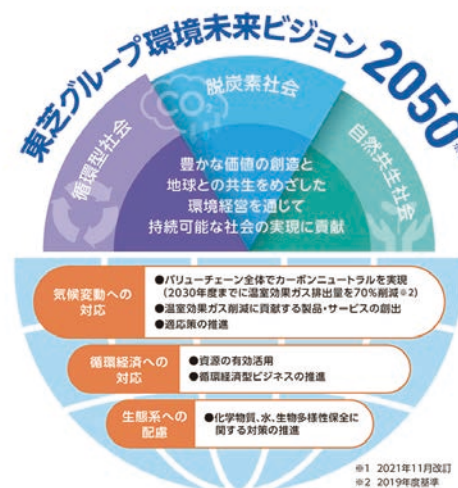 東芝グループ環境未来ビジョン2050
脱炭素社会
CO₂
循環型社会
自然共生社会
豊かな価値の創造と
地球との共生をめざした
環境経営を通じて
持続可能な社会の実現に貢献
気候変動への
対応
●バリューチェーン全体でカーボンニュートラルを実現
(2030年度までに温室効果ガス排出量を70%削減※2)
●温室効果ガス削減に貢献する製品・サービスの創出
●適応策の推進
循環経済への
対応
●資源の有効活用
●循環経済型ビジネスの推進
生態系への
配慮
●化学物質、水、生物多様性保全に
関する対策の推進
※1 2021年11月改訂
※2 2019年度基準